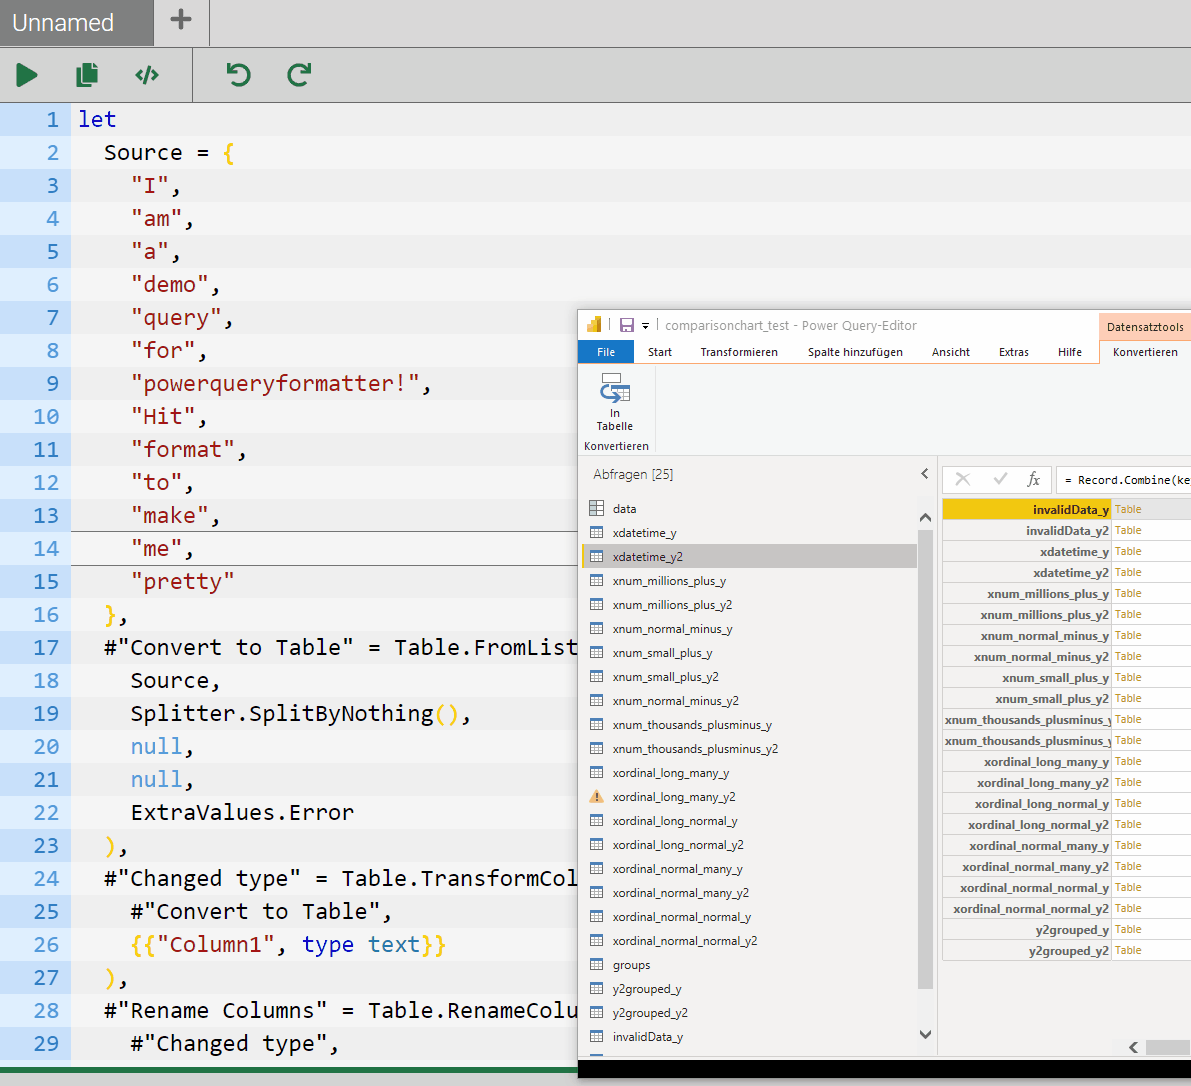 Unnamed
1 let
2 Source = {
3 "I",
4 "am",
5 "a",
6 "demo",
7 "query",
8 "for",
9 "powerqueryformatter!",
10 "Hit",
11 "format",
12 "to",
13 "make",
14 "me",
15 "pretty"
16 },
17 #"Convert to Table" = Table.FromList
18 Source,
19 Splitter.SplitByNothing(),
20 null,
21 null,
22 ExtraValues.Error
23 ),
24 #"Changed type" = Table.TransformCol
25 #"Convert to Table",
26 {{"Column1", type text}}
27 ),
28 #"Rename Columns" = Table.RenameColu
29 #"Changed type",
comparisonchart_test - Power Query-Editor
Datensatztools
File Start Transformieren Spalte hinzufügen Ansicht Extras Hilfe Konvertieren
In
Tabelle
Konvertieren
Abfragen [25]
data
xdatetime_y
xdatetime_y2
xnum_millions_plus_y
xnum_millions_plus_y2
xnum_normal_minus_y
xnum_small_plus_y
xnum_small_plus_y2
xnum_normal_minus_y2
xnum_thousands_plusminus_y
xnum_thousands_plusminus_y2
xordinal_long_many_y
xordinal_long_many_y2
xordinal_long_normal_y
xordinal_long_normal_y2
xordinal_normal_many_y
xordinal_normal_many_y2
xordinal_normal_normal_y
xordinal_normal_normal_y2
groups
y2grouped_y
y2grouped_y2
invalidData_y
fx = Record.Combine(ke
invalidData_y Table
invalidData_y2 Table
xdatetime_y Table
xdatetime_y2 Table
xnum_millions_plus_y Table
xnum_millions_plus_y2 Table
xnum_normal_minus_y Table
xnum_normal_minus_y2 Table
xnum_small_plus_y Table
xnum_small_plus_y2 Table
xnum_thousands_plusminus_y Table
xnum_thousands_plusminus_y Table
xordinal_long_many_y Table
xordinal_long_many_y2 Table
xordinal_long_normal_y Table
xordinal_long_normal_y2 Table
xordinal_normal_many_y Table
xordinal_normal_many_y2 Table
xordinal_normal_normal_y Table
xordinal_normal_normal_y2 Table
y2grouped_y Table
y2grouped_y2 Table